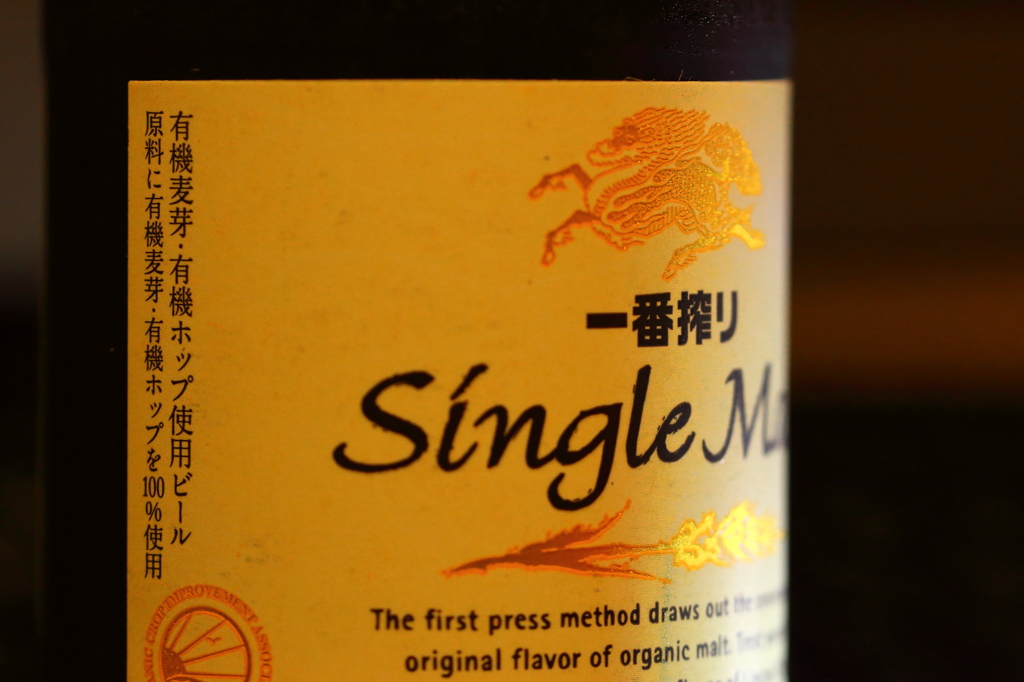 有機麦芽・有機ホップ使用ビール
原料に有機麦芽・有機ホップを100%使用
一番搾り
Single
The first press method draws out the
original flavor of organic malt.
CROP IMPROVEMENT